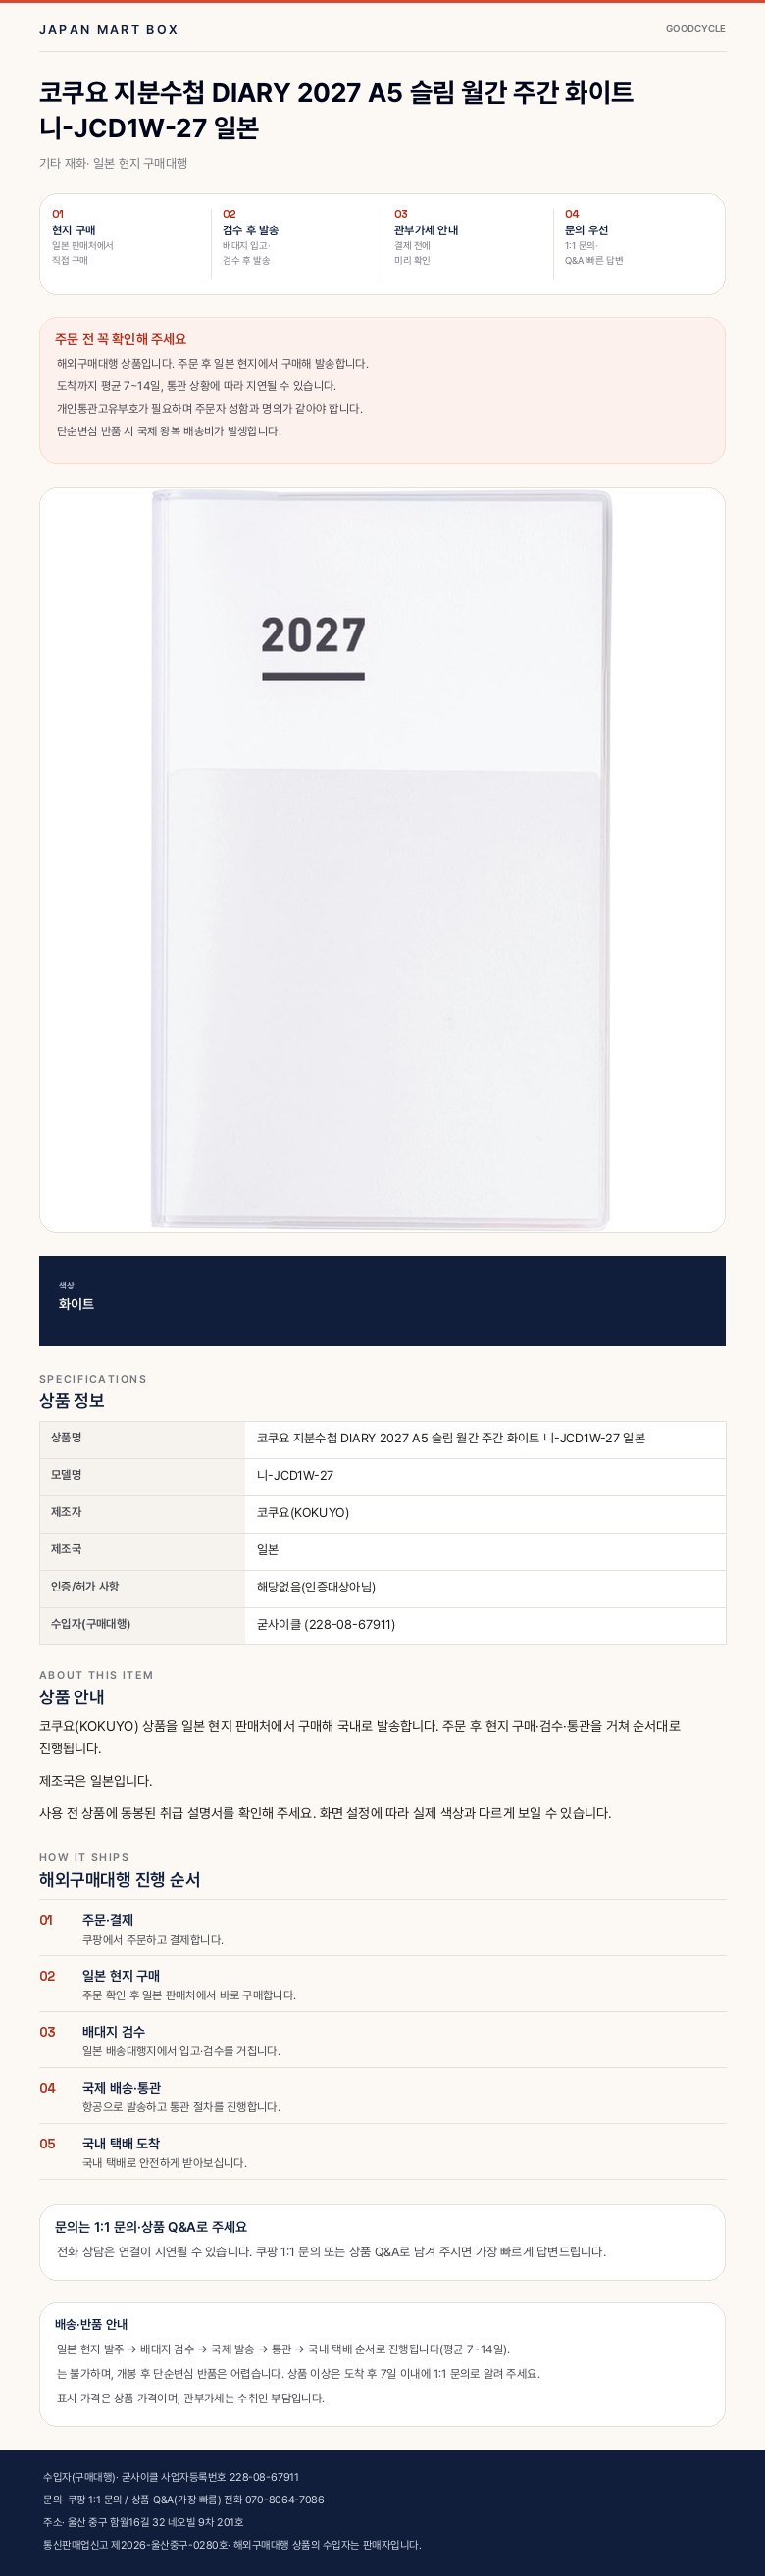 JAPAN MART BOX
GOODCYCLE
코쿠요 지분수첩 DIARY 2027 A5 슬림 월간 주간 화이트
니-JCD1W-27 일본
기타 재화· 일본 현지 구매대행
01
현지 구매
일본 판매처에서
직접 구매
02
검수 후 발송
배대지 입고·
검수 후 발송
03
관부가세 안내
결제 전에
미리 확인
04
문의 우선
1:1 문의·
Q&A 빠른 답변
주문 전 꼭 확인해 주세요
해외구매대행 상품입니다. 주문 후 일본 현지에서 구매해 발송합니다.
도착까지 평균 7~14일, 통관 상황에 따라 지연될 수 있습니다.
개인통관고유부호가 필요하며 주문자 성함과 명의가 같아야 합니다.
단순변심 반품 시 국제 왕복 배송비가 발생합니다.
2027
색상
화이트
SPECIFICATIONS
상품 정보
상품명 코쿠요 지분수첩 DIARY 2027 A5 슬림 월간 주간 화이트 니-JCD1W-27 일본
모델명 니-JCD1W-27
제조자 코쿠요(KOKUYO)
제조국 일본
인증/허가 사항 해당없음(인증대상아님)
수입자(구매대행) 굳사이클 (228-08-67911)
ABOUT THIS ITEM
상품 안내
코쿠요(KOKUYO) 상품을 일본 현지 판매처에서 구매해 국내로 발송합니다. 주문 후 현지 구매·검수·통관을 거쳐 순서대로
진행됩니다.
제조국은 일본입니다.
사용 전 상품에 동봉된 취급 설명서를 확인해 주세요. 화면 설정에 따라 실제 색상과 다르게 보일 수 있습니다.
HOW IT SHIPS
해외구매대행 진행 순서
01 주문·결제
쿠팡에서 주문하고 결제합니다.
02 일본 현지 구매
주문 확인 후 일본 판매처에서 바로 구매합니다.
03 배대지 검수
일본 배송대행지에서 입고·검수를 거칩니다.
04 국제 배송·통관
항공으로 발송하고 통관 절차를 진행합니다.
05 국내 택배 도착
국내 택배로 안전하게 받아보십니다.
문의는 1:1 문의·상품 Q&A로 주세요
전화 상담은 연결이 지연될 수 있습니다. 쿠팡 1:1 문의 또는 상품 Q&A로 남겨 주시면 가장 빠르게 답변드립니다.
배송·반품 안내
일본 현지 발주 → 배대지 검수 → 국제 발송 → 통관 → 국내 택배 순서로 진행됩니다(평균 7~14일).
는 불가하며, 개봉 후 단순변심 반품은 어렵습니다. 상품 이상은 도착 후 7일 이내에 1:1 문의로 알려 주세요.
표시 가격은 상품 가격이며, 관부가세는 수취인 부담입니다.
수입자(구매대행)· 굳사이클 사업자등록번호 228-08-67911
문의· 쿠팡 1:1 문의 / 상품 Q&A(가장 빠름) 전화 070-8064-7086
주소· 울산 중구 함월16길 32 네오빌 9차 201호
통신판매업신고 제2026-울산중구-0280호· 해외구매대행 상품의 수입자는 판매자입니다.